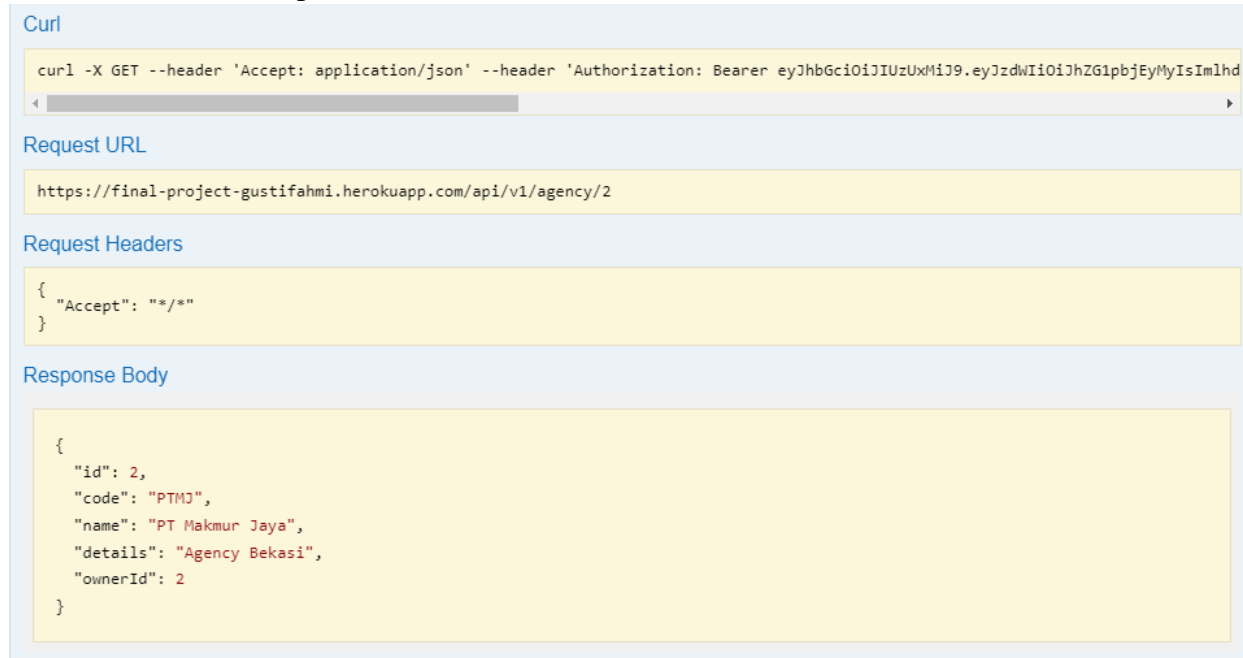 Curl
curl -X GET --header 'Accept: application/json' --header 'Authorization: Bearer eyJhbGciOiJIUzUxMiJ9.eyJzdWIiOiJhZG1pbjEyMyIsImlhd
Request URL
https://final-project-gustifahmi.herokuapp.com/api/v1/agency/2
Request Headers
{
  "Accept": "*/*"
}
Response Body
{
  "id": 2,
  "code": "PTMJ",
  "name": "PT Makmur Jaya",
  "details": "Agency Bekasi",
  "ownerId": 2
}